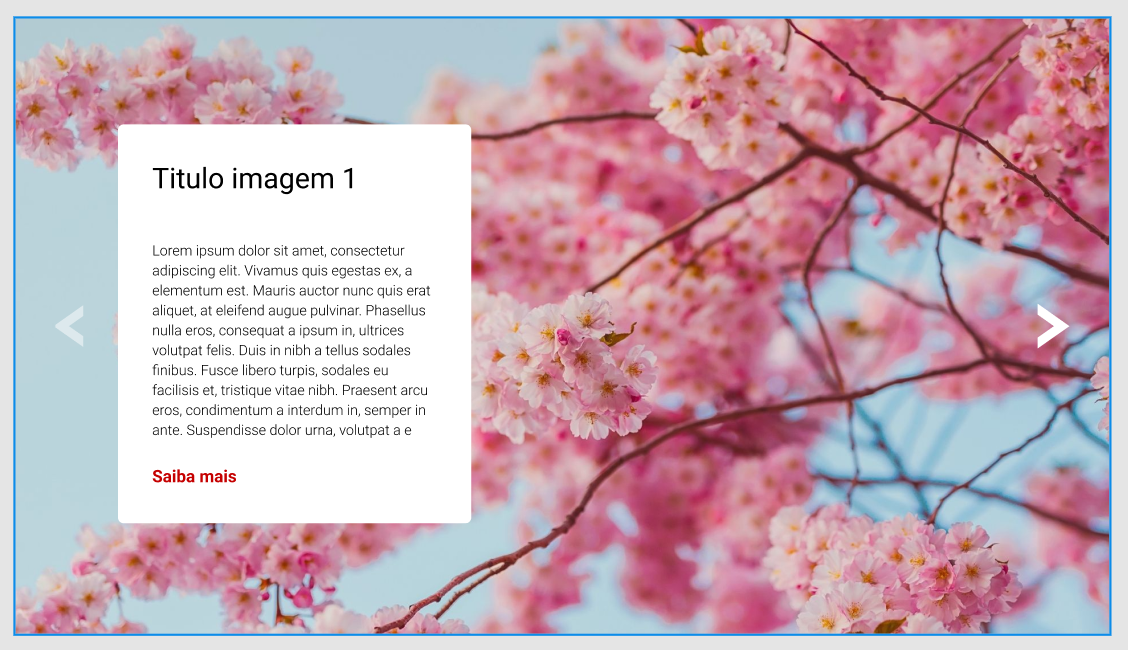 Titulo imagem 1
Lorem ipsum dolor sit amet, consectetur
adipiscing elit. Vivamus quis egestas ex, a
elementum est. Mauris auctor nunc quis erat
aliquet, at eleifend augue pulvinar. Phasellus
nulla eros, consequat a ipsum in, ultrices
volutpat felis. Duis in nibh a tellus sodales
finibus. Fusce libero turpis, sodales eu
facilisis et, tristique vitae nibh. Praesent arcu
eros, condimentum a interdum in, semper in
ante. Suspendisse dolor urna, volutpat a e
Saiba mais